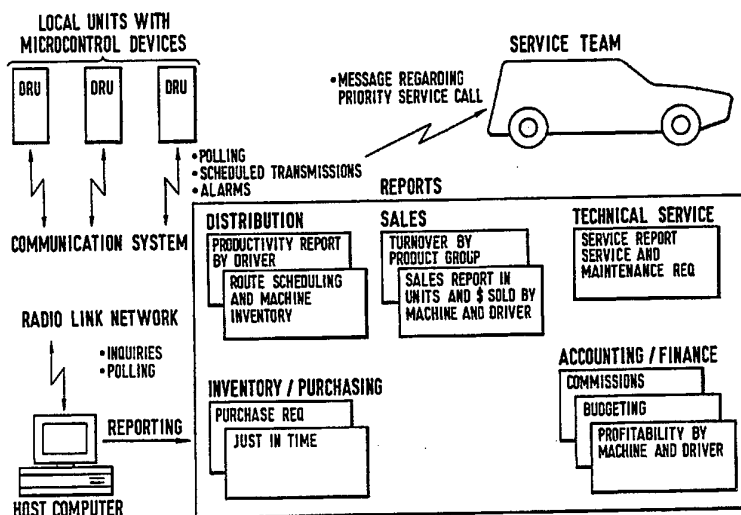 LOCAL UNITS WITH
MICROCONTROL DEVICES
DRU
DRU
DRU
SERVICE TEAM
•MESSAGE REGARDING
PRIORITY SERVICE CALL
•POLLING
•SCHEDULED TRANSMISSIONS
•ALARMS
COMMUNICATION SYSTEM
RADIO LINK NETWORK
•INQUIRIES
•POLLING
REPORTING
HOST COMPUTER
REPORTS
DISTRIBUTION
PRODUCTIVITY REPORT
BY DRIVER
ROUTE SCHEDULING
AND MACHINE
INVENTORY
SALES
TURNOVER BY
PRODUCT GROUP
SALES REPORT IN
UNITS AND $ SOLD BY
MACHINE AND DRIVER
TECHNICAL SERVICE
SERVICE REPORT
SERVICE AND
MAINTENANCE REQ
INVENTORY / PURCHASING
PURCHASE REQ
JUST IN TIME
ACCOUNTING / FINANCE
COMMISSIONS
BUDGETING
PROFITABILITY BY
MACHINE AND DRIVER